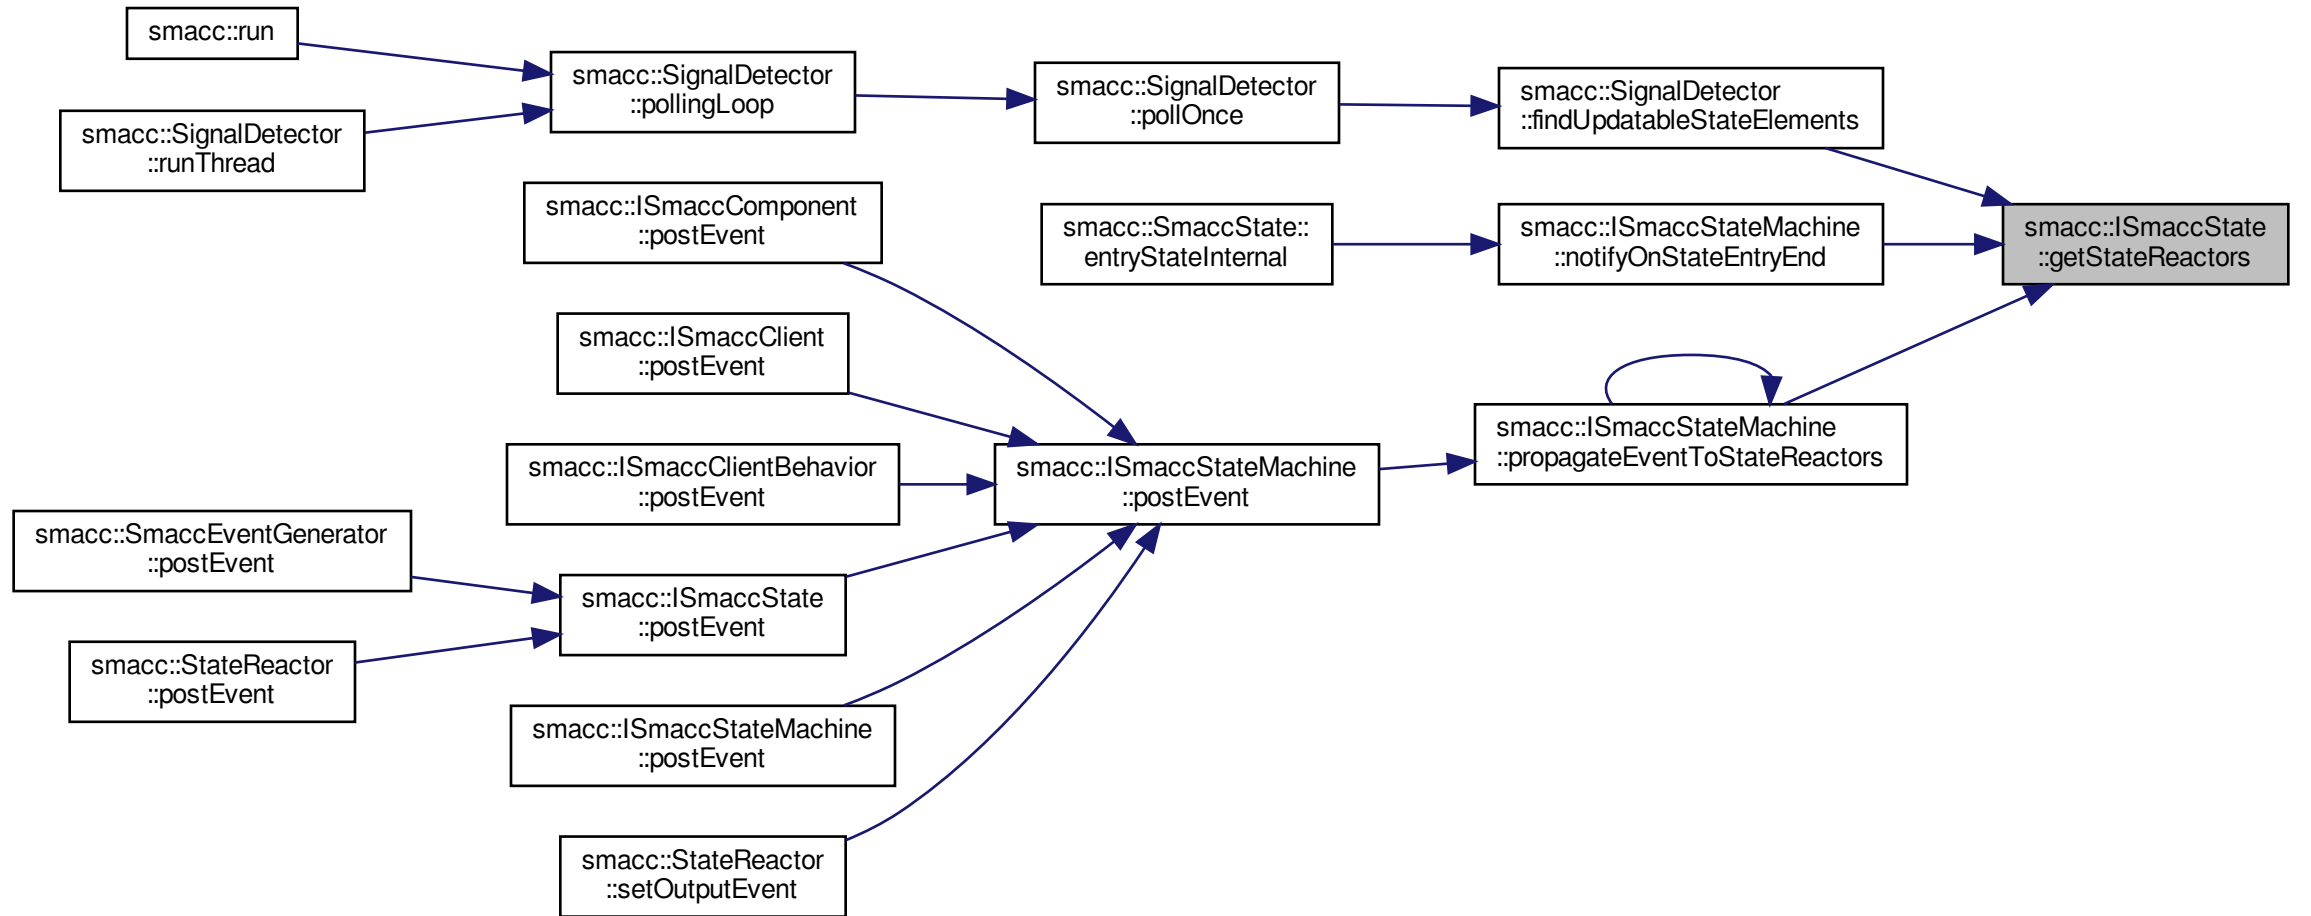 smacc::run
smacc::SignalDetector
::runThread
smacc::SignalDetector
::pollingLoop
smacc::SignalDetector
::pollOnce
smacc::SignalDetector
::findUpdatableStateElements
smacc::ISmaccComponent
::postEvent
smacc::SmaccState::
entryStateInternal
smacc::ISmaccStateMachine
::notifyOnStateEntryEnd
smacc::ISmaccState
::getStateReactors
smacc::ISmaccClient
::postEvent
smacc::ISmaccClientBehavior
::postEvent
smacc::ISmaccStateMachine
::postEvent
smacc::ISmaccStateMachine
::propagateEventToStateReactors
smacc::SmaccEventGenerator
::postEvent
smacc::StateReactor
::postEvent
smacc::ISmaccState
::postEvent
smacc::ISmaccStateMachine
::postEvent
smacc::StateReactor
::setOutputEvent